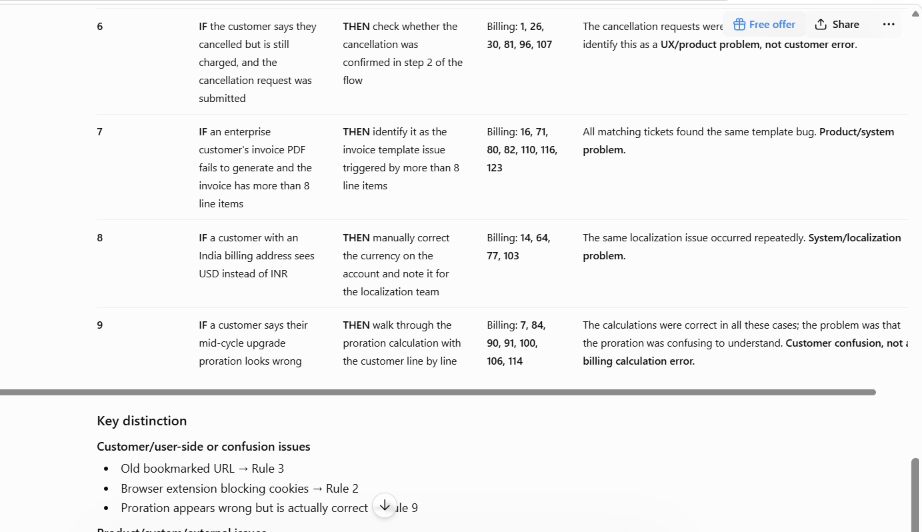 Free offer
Share
6
IF the customer says they
cancelled but is still
charged, and the
cancellation request was
submitted
THEN check whether the
cancellation was
confirmed in step 2 of the
flow
Billing: 1, 26,
30, 81, 96, 107
The cancellation requests were
identify this as a UX/product problem, not customer error.
7
IF an enterprise
customer's invoice PDF
fails to generate and the
invoice has more than 8
line items
THEN identify it as the
invoice template issue
triggered by more than 8
line items
Billing: 16, 71,
80, 82, 110, 116,
123
All matching tickets found the same template bug. Product/system
problem.
8
IF a customer with an
India billing address sees
USD instead of INR
THEN manually correct
the currency on the
account and note it for
the localization team
Billing: 14, 64,
77, 103
The same localization issue occurred repeatedly. System/localization
problem.
9
IF a customer says their
mid-cycle upgrade
proration looks wrong
THEN walk through the
proration calculation with
the customer line by line
Billing: 7, 84,
90, 91, 100,
106, 114
The calculations were correct in all these cases; the problem was that
the proration was confusing to understand. Customer confusion, not a
billing calculation error.
Key distinction
Customer/user-side or confusion issues
• Old bookmarked URL → Rule 3
• Browser extension blocking cookies → Rule 2
• Proration appears wrong but is actually correct ule 9
Product/system/external issues